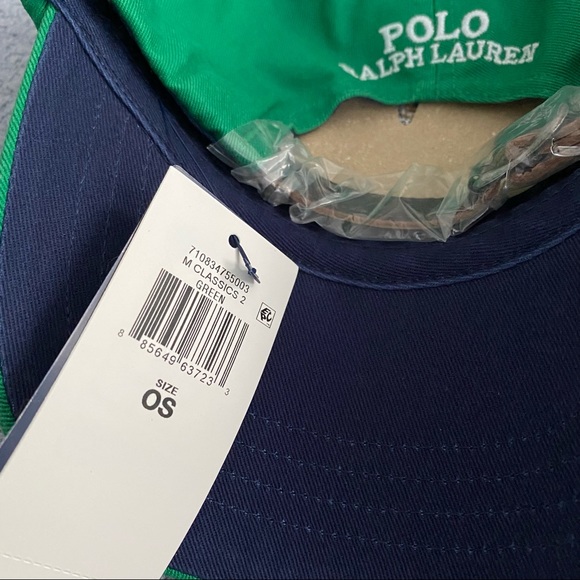 POLO
RALPH LAUREN
710834755003
M CLASSICS 2
GREEN
8 85649 63723 3
SIZE
OS